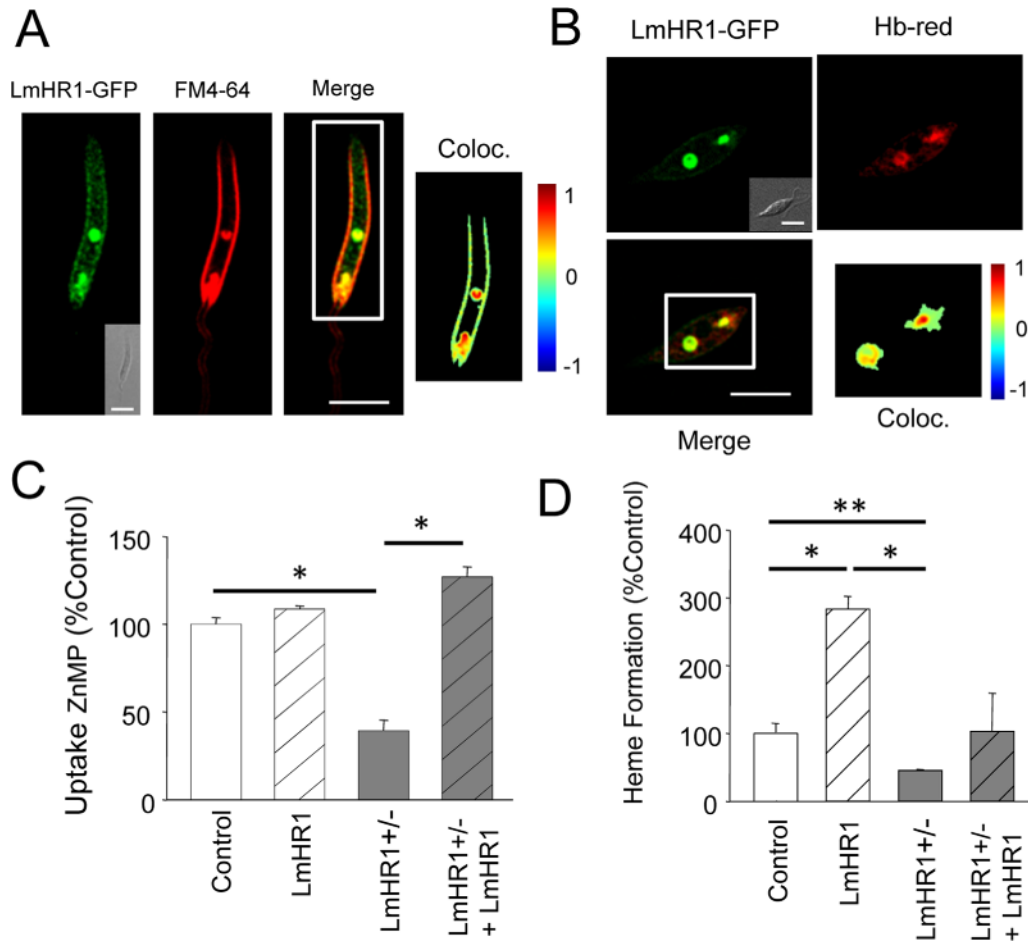 A
LmHR1-GFP FM4-64 Merge
Coloc.
1
0
-1
B
LmHR1-GFP Hb-red
Merge
Coloc.
1
0
-1
C
Uptake ZnMP (%Control)
150
100
50
0
*
*
Control
LmHR1
LmHR1+/-
LmHR1+/-
+ LmHR1
D
Heme Formation (%Control)
400
300
200
100
0
**
*
*
Control
LmHR1
LmHR1+/-
LmHR1+/-
+ LmHR1